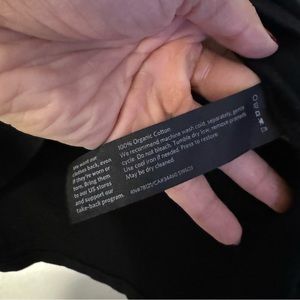 100% Organic Cotton
We recommend machine wash cold, separately, gentle
cycle. Do not bleach. Tumble dry low, remove promptly.
Use cool iron if needed. Press to restore.
May be dry cleaned.
We want our
clothes back, even
if they're worn or
torn. Bring them
to our US stores
and support our
take-back program.